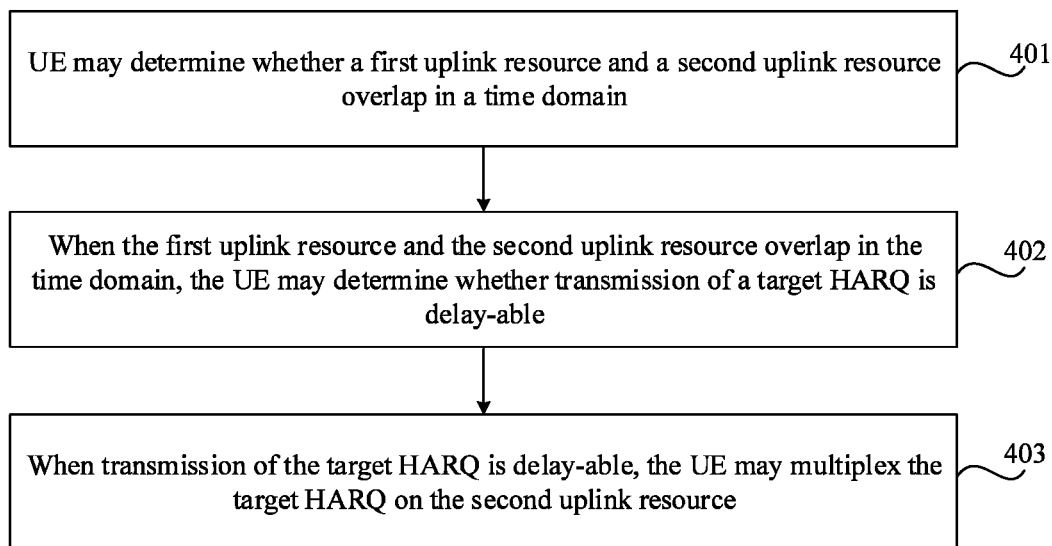 UE may determine whether a first uplink resource and a second uplink resource
overlap in a time domain
401
When the first uplink resource and the second uplink resource overlap in the
time domain, the UE may determine whether transmission of a target HARQ is
delay-able
402
When transmission of the target HARQ is delay-able, the UE may multiplex the
target HARQ on the second uplink resource
403